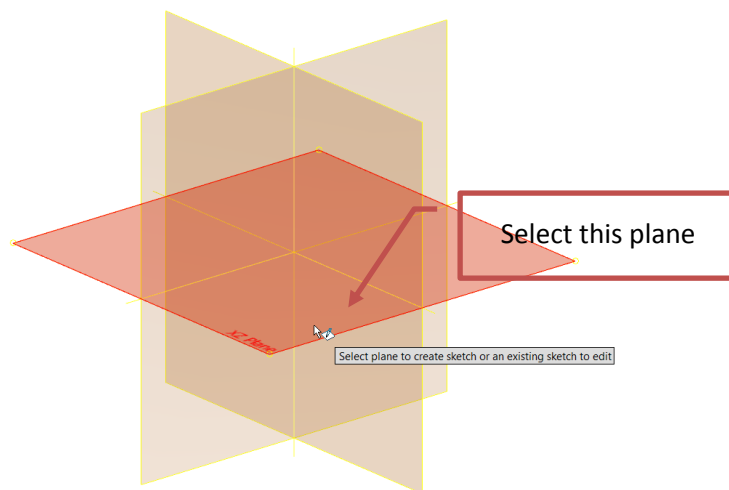 Select this plane
XZ Plane
Select plane to create sketch or an existing sketch to edit